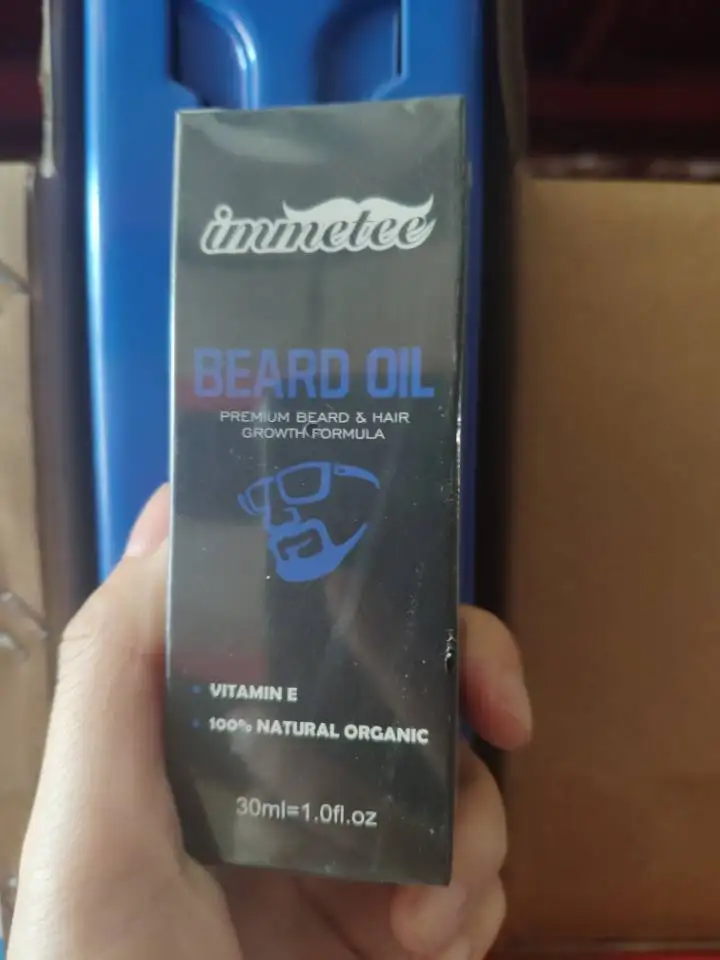 immetee
BEARD OIL
PREMIUM BEARD & HAIR
GROWTH FORMULA
• VITAMIN E
• 100% NATURAL ORGANIC
30ml=1.0fl.oz